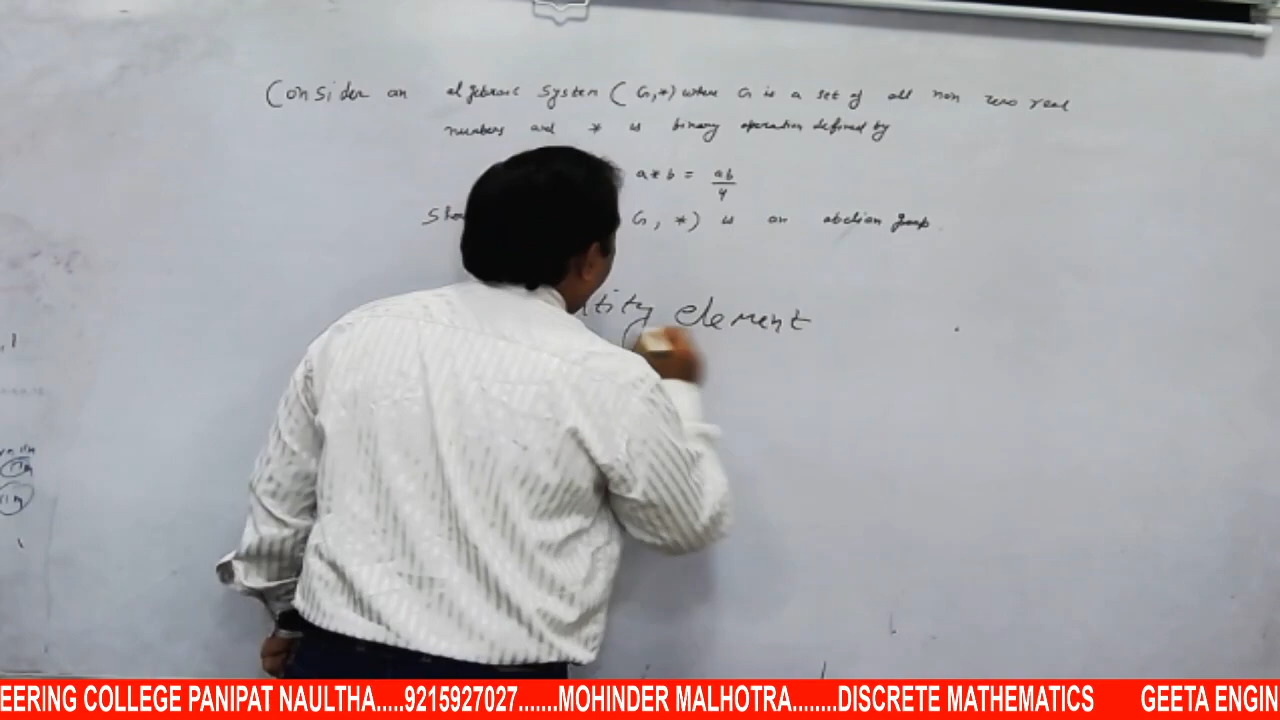 Consider an algebraic System (G,*) where G is a set of all non zero real
numbers and * is binary operation defined by
a*b = ab/4
Sho G, *) is an abelian group.
tity element
EERING COLLEGE PANIPAT NAULTHA.....9215927027.......MOHINDER MALHOTRA........DISCRETE MATHEMATICS GEETA ENGIN